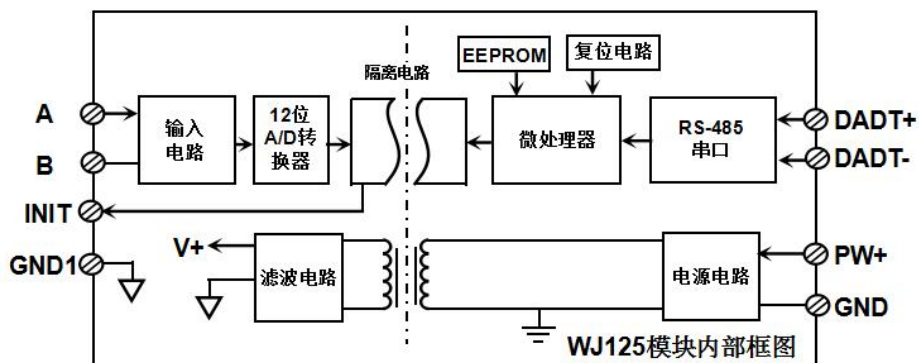 隔离电路
EEPROM
复位电路
A
B
INIT
GND1
输入
电路
12位
A/D转
换器
微处理器
RS-485
串口
DADT+
DADT-
V+
滤波电路
电源电路
PW+
GND
WJ125模块内部框图